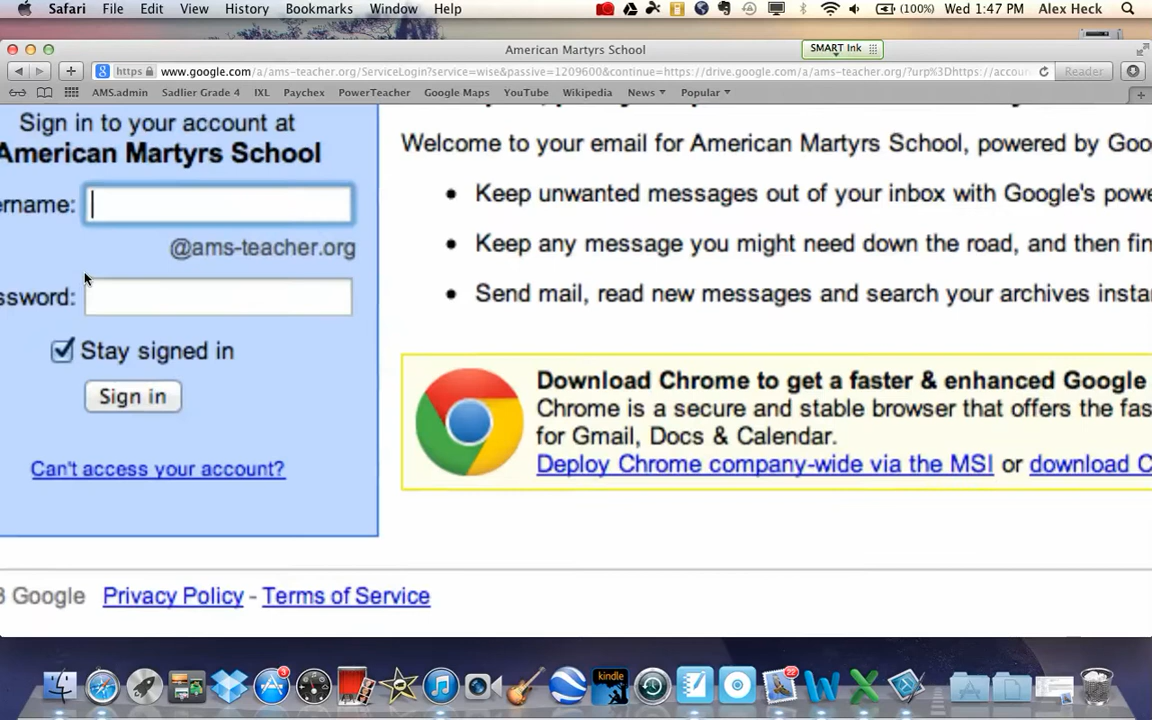 Safari File Edit View History Bookmarks Window Help (100%) Wed 1:47 PM Alex Heck
American Martyrs School SMART Ink
https www.google.com/a/ams-teacher.org/ServiceLogin?service=wise&passive=1209600&continue=https://drive.google.com/a/ams-teacher.org/?urp%3Dhttps://accou Reader
AMS.admin Sadlier Grade 4 IXL Paychex PowerTeacher Google Maps YouTube Wikipedia News Popular
Sign in to your account at
American Martyrs School
ername:
@ams-teacher.org
ssword:
Stay signed in
Sign in
Can't access your account?
Welcome to your email for American Martyrs School, powered by Goo
• Keep unwanted messages out of your inbox with Google's powe
• Keep any message you might need down the road, and then fin
• Send mail, read new messages and search your archives insta
Download Chrome to get a faster & enhanced Google
Chrome is a secure and stable browser that offers the fas
for Gmail, Docs & Calendar.
Deploy Chrome company-wide via the MSI or download C
3 Google Privacy Policy - Terms of Service
3 kindle 22